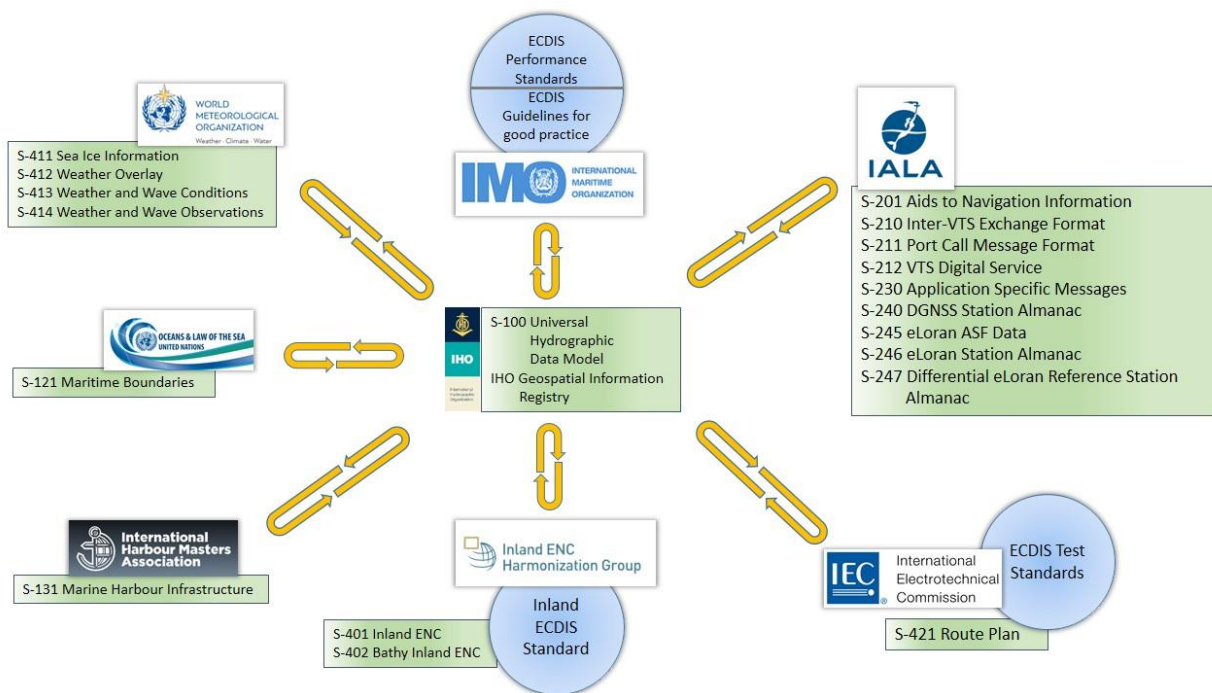 ECDIS
Performance
Standards
ECDIS
Guidelines for
good practice
IMO
INTERNATIONAL
MARITIME
ORGANIZATION
WORLD
METEOROLOGICAL
ORGANIZATION
Weather · Climate · Water
S-411 Sea Ice Information
S-412 Weather Overlay
S-413 Weather and Wave Conditions
S-414 Weather and Wave Observations
IALA
S-201 Aids to Navigation Information
S-210 Inter-VTS Exchange Format
S-211 Port Call Message Format
S-212 VTS Digital Service
S-230 Application Specific Messages
S-240 DGNSS Station Almanac
S-245 eLoran ASF Data
S-246 eLoran Station Almanac
S-247 Differential eLoran Reference Station
Almanac
OCEANS & LAW OF THE SEA
UNITED NATIONS
S-121 Maritime Boundaries
IHO
International
Hydrographic
Organization
S-100 Universal
Hydrographic
Data Model
IHO Geospatial Information
Registry
International
Harbour Masters
Association
S-131 Marine Harbour Infrastructure
Inland ENC
Harmonization Group
Inland
ECDIS
Standard
S-401 Inland ENC
S-402 Bathy Inland ENC
IEC
®
International
Electrotechnical
Commission
ECDIS Test
Standards
S-421 Route Plan